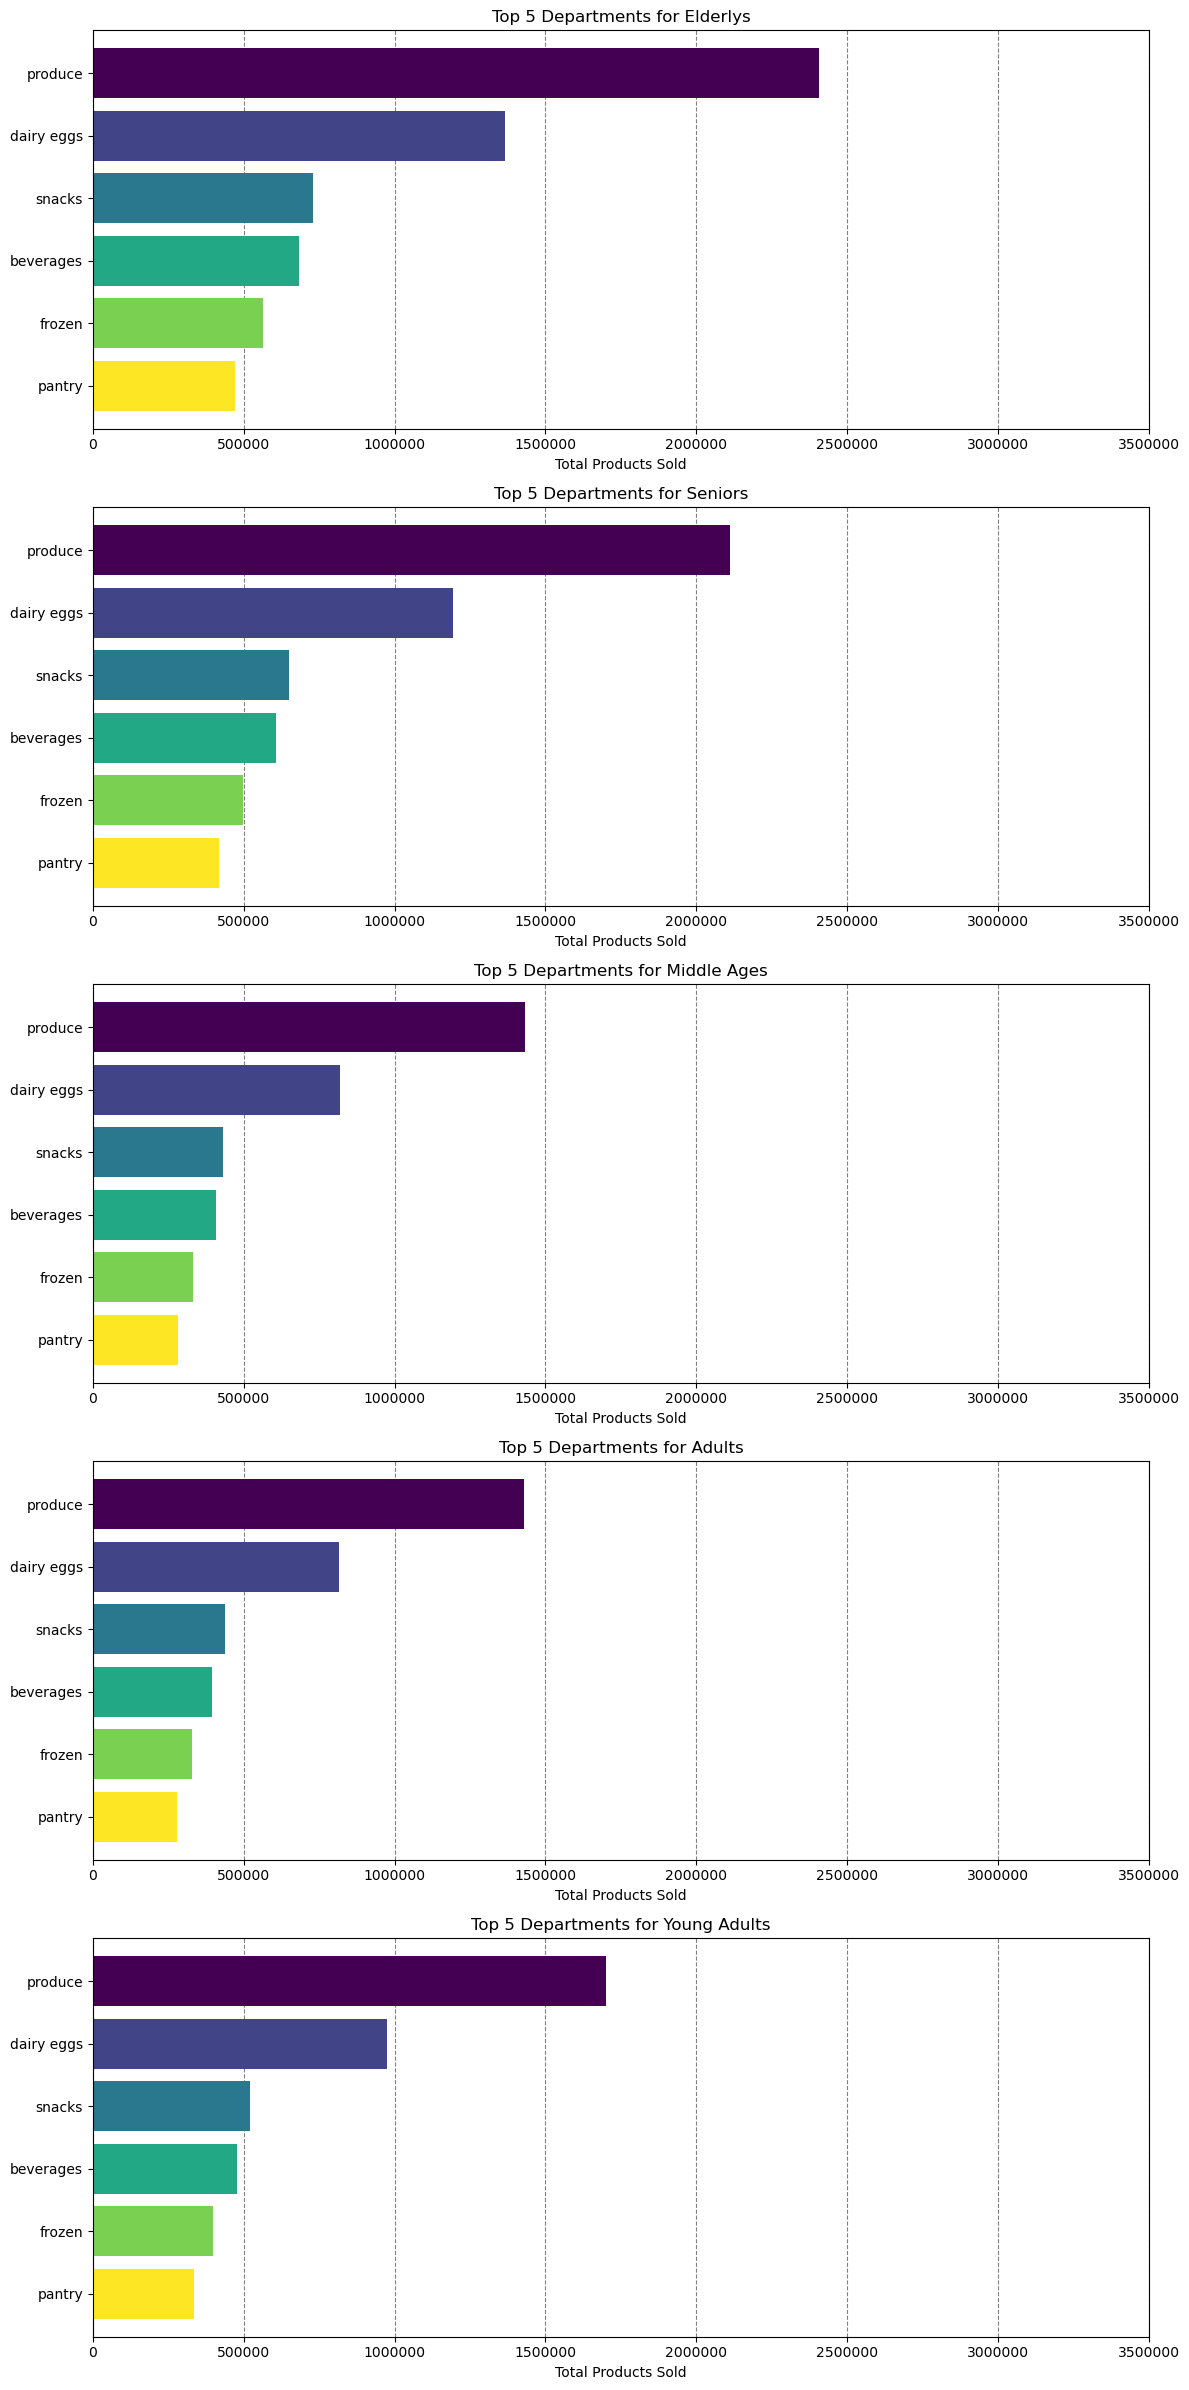 Top 5 Departments for Elderlys
produce
dairy eggs
snacks
beverages
frozen
pantry
0 500000 1000000 1500000 2000000 2500000 3000000 3500000
Total Products Sold
Top 5 Departments for Seniors
produce
dairy eggs
snacks
beverages
frozen
pantry
0 500000 1000000 1500000 2000000 2500000 3000000 3500000
Total Products Sold
Top 5 Departments for Middle Ages
produce
dairy eggs
snacks
beverages
frozen
pantry
0 500000 1000000 1500000 2000000 2500000 3000000 3500000
Total Products Sold
Top 5 Departments for Adults
produce
dairy eggs
snacks
beverages
frozen
pantry
0 500000 1000000 1500000 2000000 2500000 3000000 3500000
Total Products Sold
Top 5 Departments for Young Adults
produce
dairy eggs
snacks
beverages
frozen
pantry
0 500000 1000000 1500000 2000000 2500000 3000000 3500000
Total Products Sold